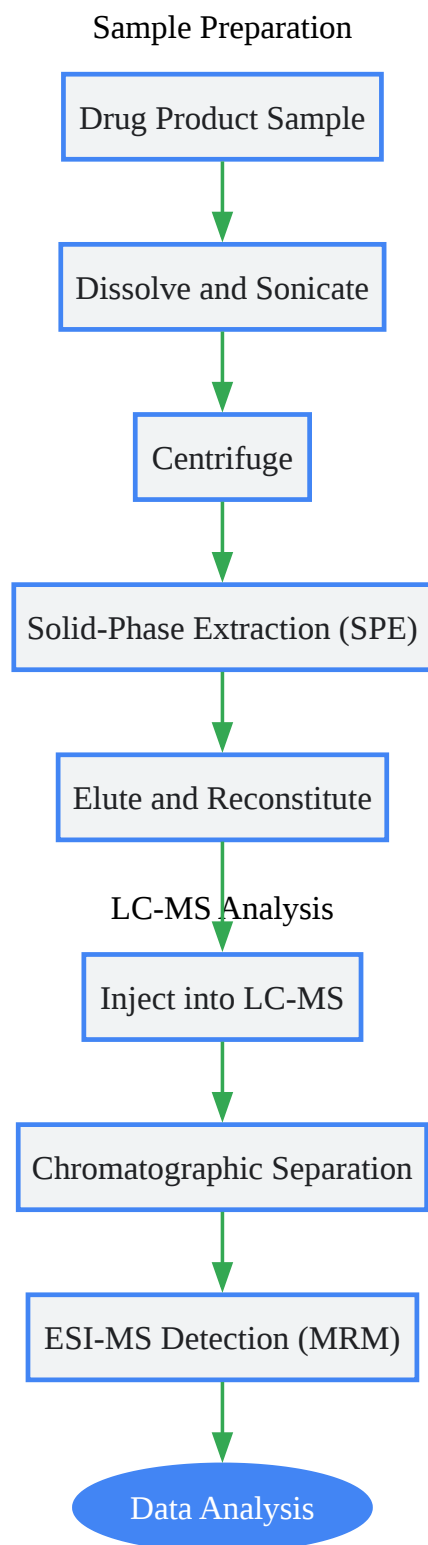 Sample Preparation
Drug Product Sample
Dissolve and Sonicate
Centrifuge
Solid-Phase Extraction (SPE)
Elute and Reconstitute
LC-MS Analysis
Inject into LC-MS
Chromatographic Separation
ESI-MS Detection (MRM)
Data Analysis